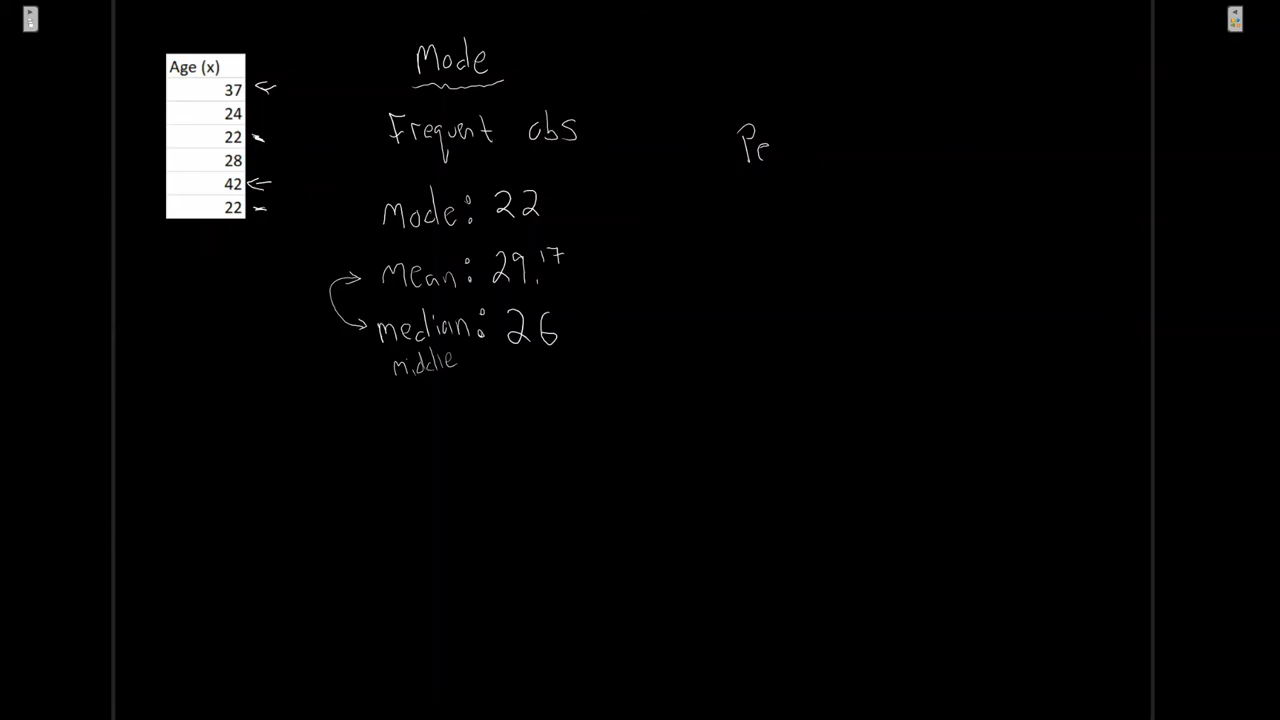 Age (x)
37
24
22
28
42
22
Mode
Frequent obs
Mode: 22
mean: 29.17
median: 26
middle
Pe